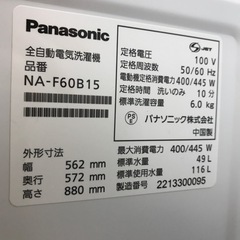 Panasonic
全自動電気洗濯機
品番
NA-F60B15
外形寸法
幅 562 mm
奥行 572 mm
高さ 880 mm
JET
定格電圧 100 V
定格周波数 50/60 Hz
電動機定格消費電力 400/445 W
定格時間 洗いのみ 10分
標準洗濯容量 6.0 kg
PS E
パナソニック株式会社
中国製
最大消費電力 400/445 W
標準水量 49 L
標準使用水量 116 L
製造番号 2213300095